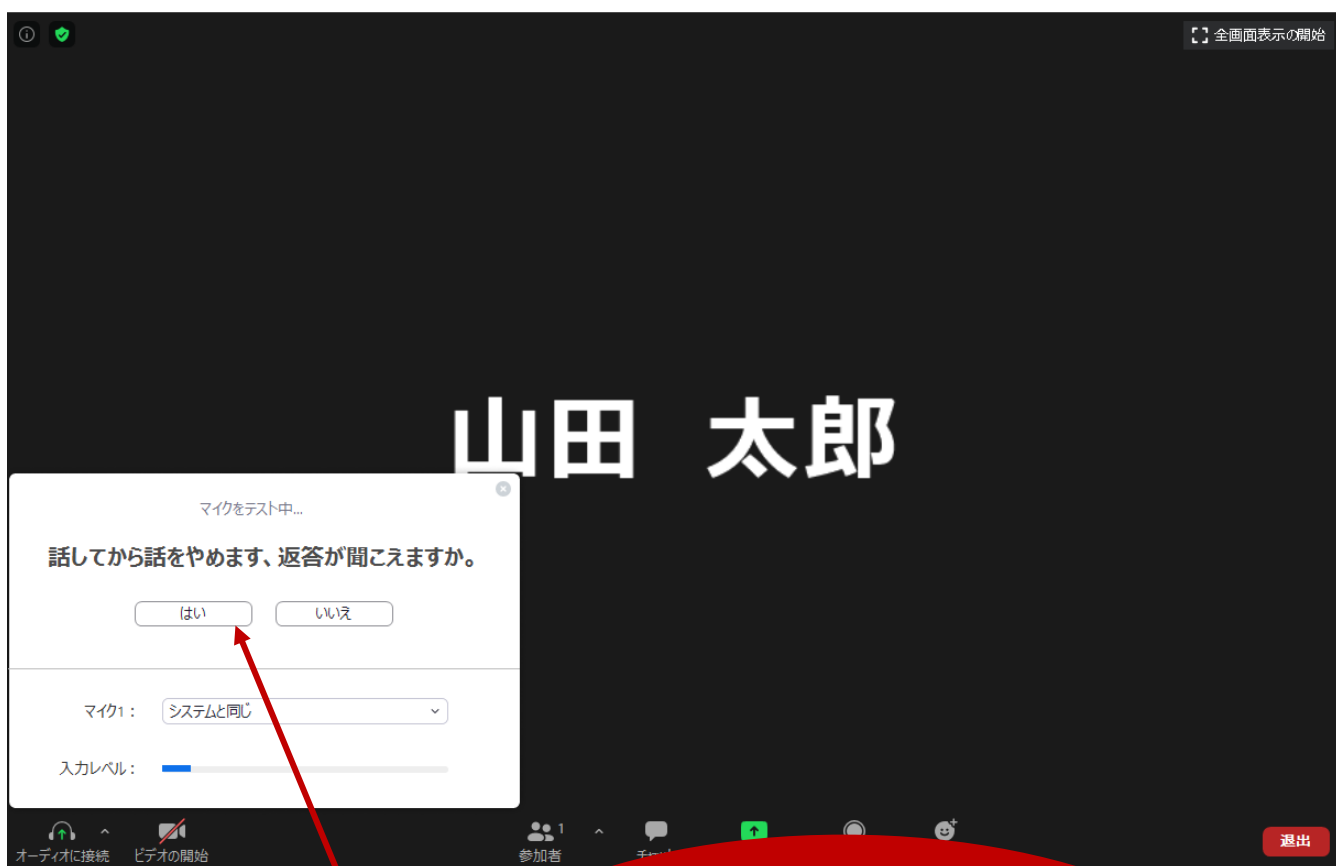 全画面表示の開始
山田 太郎
マイクをテスト中...
話してから話をやめます、返答が聞こえますか。
はい いいえ
マイク1： システムと同じ
入力レベル：
オーディオに接続 ビデオの開始 参加者 1 退出